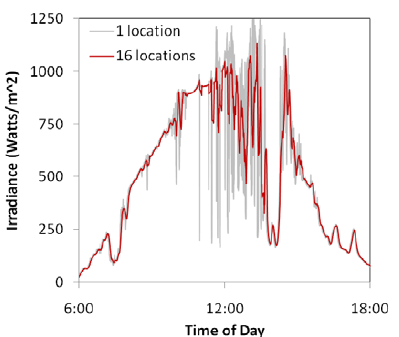 1250
1 location
16 locations
1000
750
500
250
0
Irradiance (Watts/m^2)
6:00 12:00 18:00
Time of Day